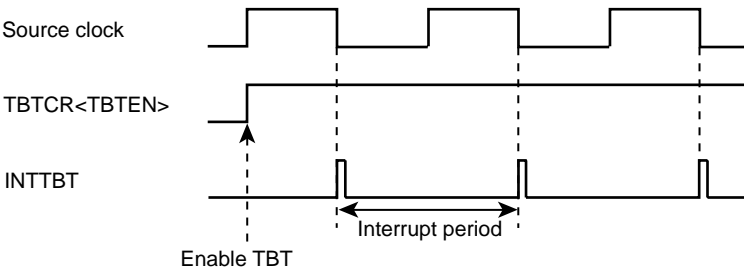 Source clock
TBTCR<TBTEN>
INTTBT
Interrupt period
Enable TBT